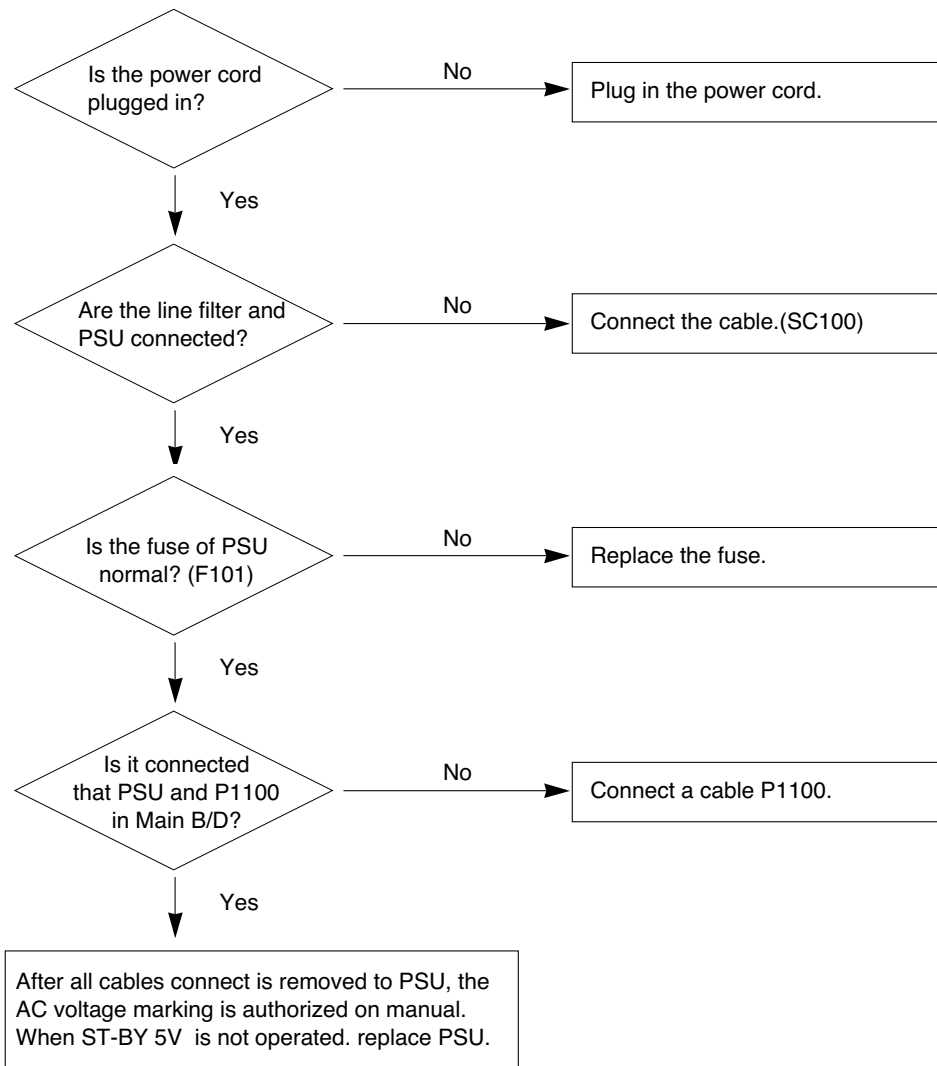 Is the power cord
plugged in?
No
Plug in the power cord.
Yes
Are the line filter and
PSU connected?
No
Connect the cable.(SC100)
Yes
Is the fuse of PSU
normal? (F101)
No
Replace the fuse.
Yes
Is it connected
that PSU and P1100
in Main B/D?
No
Connect a cable P1100.
Yes
After all cables connect is removed to PSU, the
AC voltage marking is authorized on manual.
When ST-BY 5V is not operated. replace PSU.